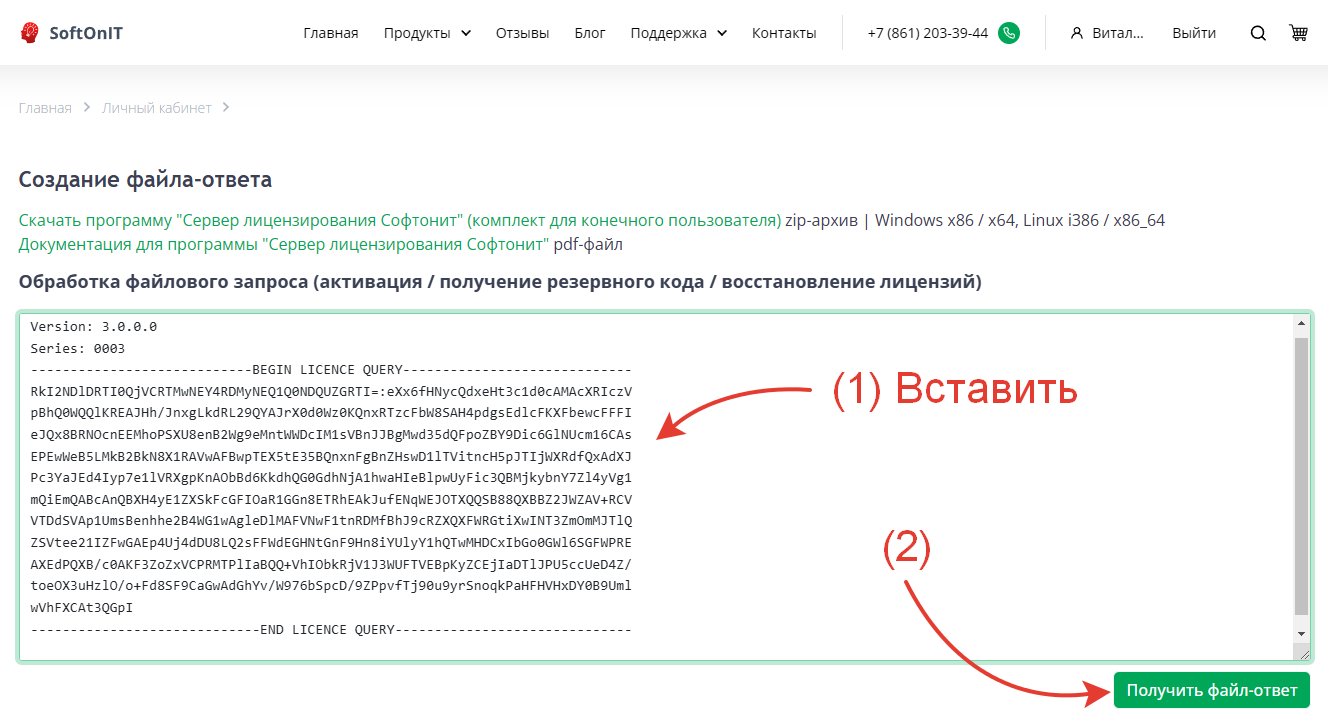 SoftOnIT
Главная Продукты Отзывы Блог Поддержка Контакты +7 (861) 203-39-44 Витал... Выйти
Главная > Личный кабинет >
Создание файла-ответа
Скачать программу "Сервер лицензирования Софтонит" (комплект для конечного пользователя) zip-архив | Windows x86 / x64, Linux i386 / x86_64
Документация для программы "Сервер лицензирования Софтонит" pdf-файл
Обработка файлового запроса (активация / получение резервного кода / восстановление лицензий)
Version: 3.0.0.0
Series: 0003
----------------------------BEGIN LICENCE QUERY-----------------------------
RkI2NDlDRTI0QjVCRTMwNEY4RDMyNEQ1Q0NDQUZGRTI=:eXx6fHNycQdxeHt3c1d0cAMAcXRIczV
pBhQ0WQQlKREAJHh/JnxgLkdRL29QYAJrX0d0Wz0KQnxRTzcFbW8SAH4pdgsEdlcFKXFbewcFFFI
eJQx8BRNOcnEEMhoPSXU8enB2Wg9eMntWWDcIM1sVBnJJBgMwd35dQFpoZBY9Dic6GlNUcm16CAs
EPEwWeB5LMkB2BkN8X1RAVwAFBwpTEX5tE35BQnxnFgBnZHswD1lTVitncH5pJTIjWXRdfQxAdXJ
Pc3YaJEd4Iyp7e1lVRXgpKnAObBd6KkdhQG0GdhNjA1hwaHIeBlpwUyFic3QBMjkybnY7Zl4yVg1
mQiEmQABcAnQBXH4yE1ZXSkFcGFIOaR1GGn8ETRhEAkJufENqWEJOTXQQSB88QXBBZ2JWZAV+RCV
VTDdSVAp1UmsBenhhe2B4WG1wAgleDlMAFVNwF1tnRDMfBhJ9cRZXQXFWRGtiXwINT3ZmOmMJTlQ
ZSVtee21IZFwGAEp4Uj4dDU8LQ2sFFWdEGHNtGnF9Hn8iYUlyY1hQTwMHDCxIbGo0GWl6SGFWPRE
AXEdPQXB/c0AKF3ZoZxVCPRMTPlIaBQQ+VhIObkRjV1J3WUFTVEBpKyZCEjIaDTlJPU5ccUeD4Z/
toeOX3uHzlO/o+Fd8SF9CaGwAdGhYv/W976bSpcD/9ZPpvfTj90u9yrSnoqkPaHFHVHxDY0B9Uml
wVhFXCAt3QGpI
-----------------------------END LICENCE QUERY------------------------------
(1) Вставить
(2)
Получить файл-ответ